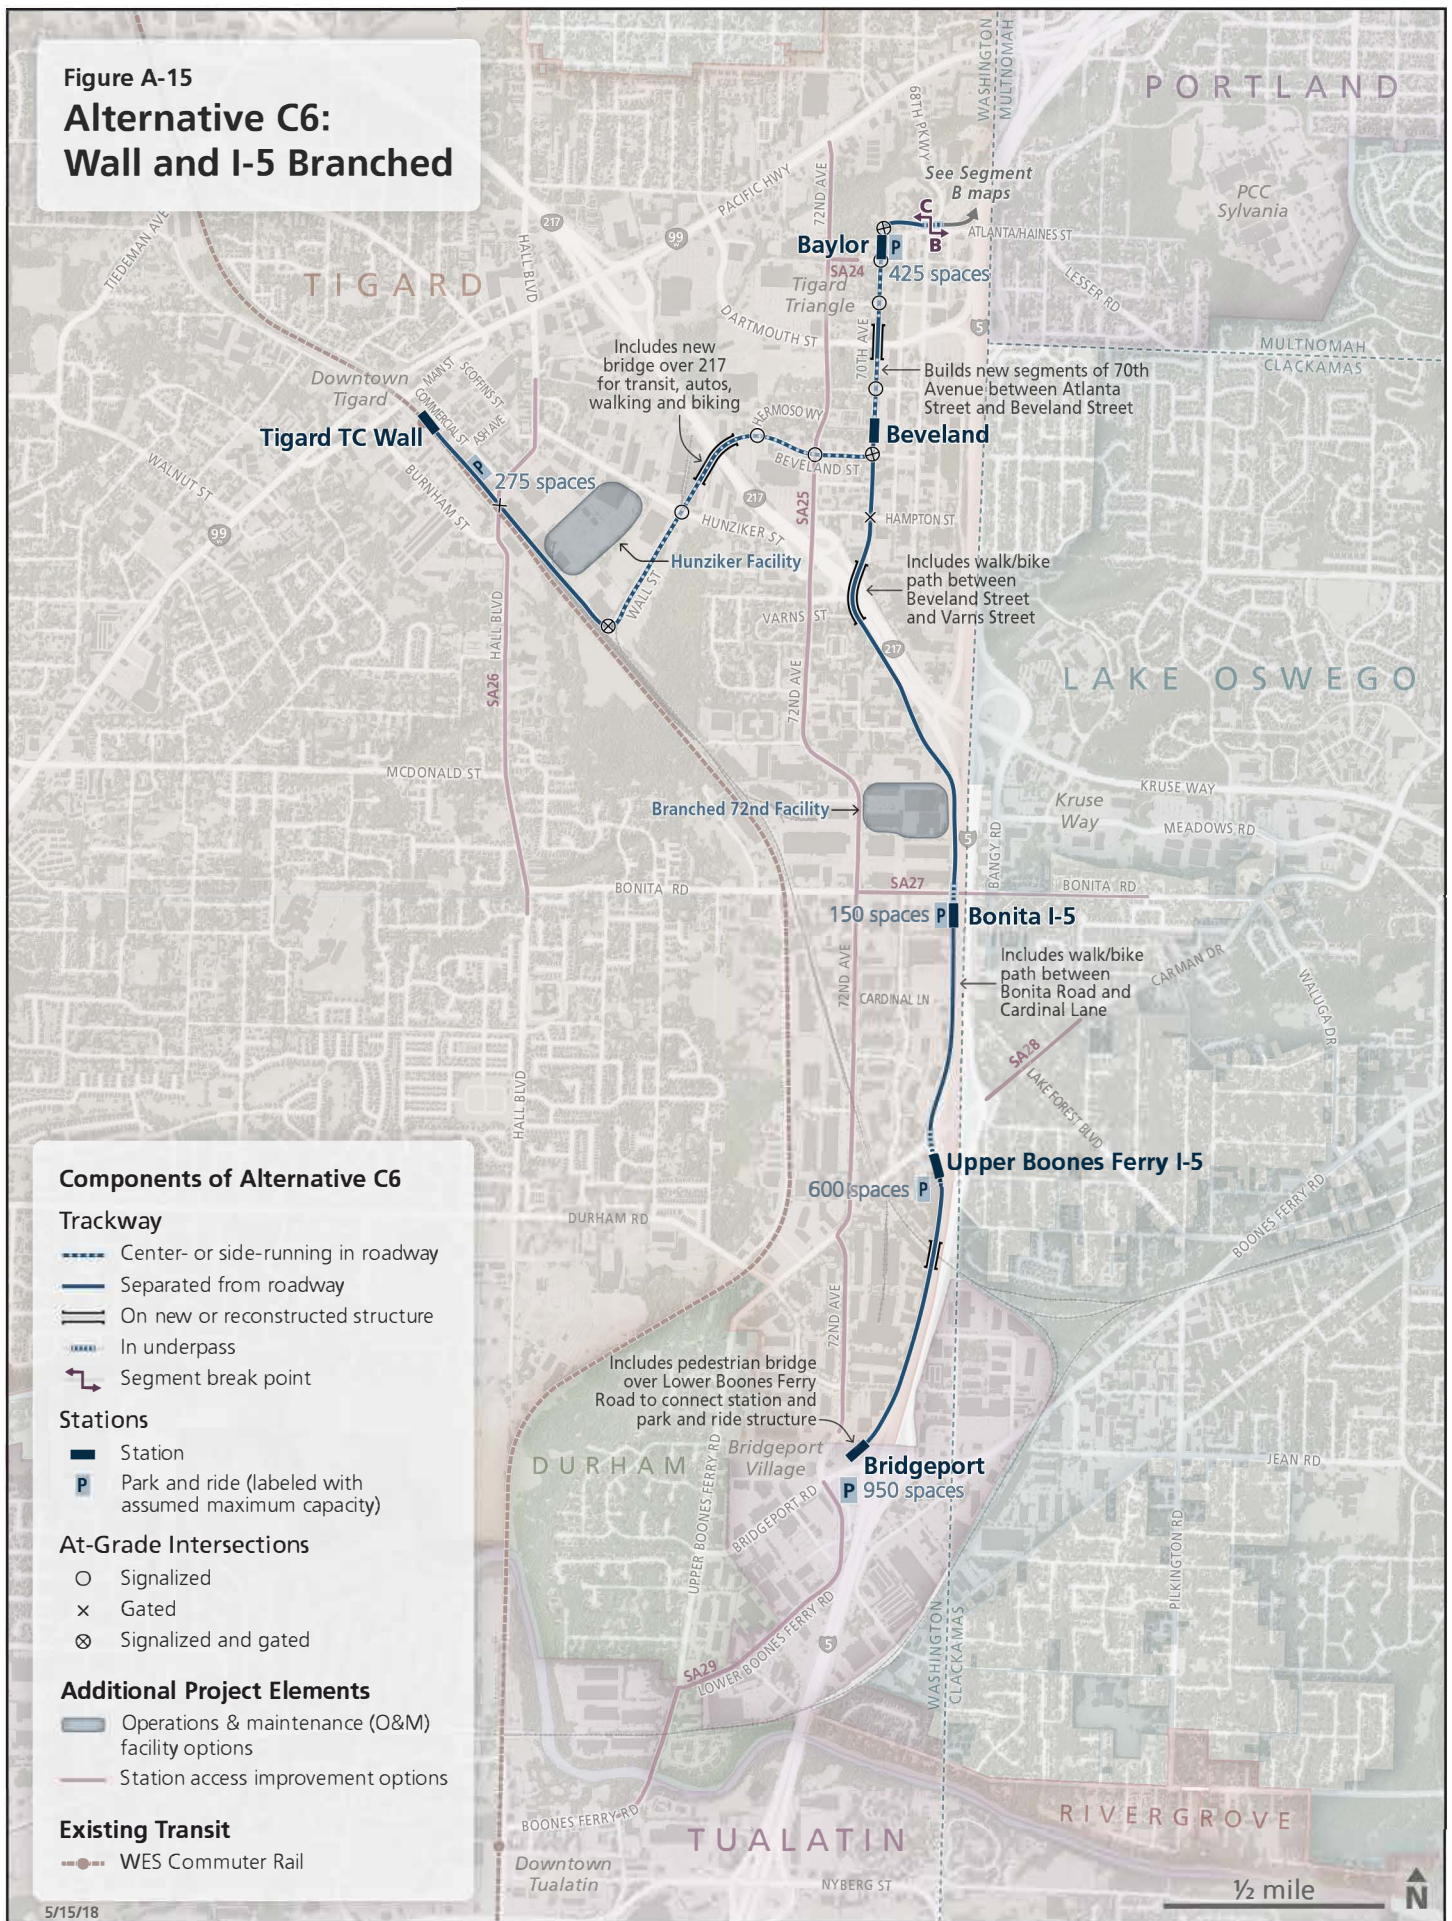 Figure A-15
Alternative C6:
Wall and I-5 Branched
WASHINGTON
MULTNOMAH
PORTLAND
68TH PKWY
See Segment
B maps
PCC
Sylvania
PACIFIC HWY
72ND AVE
217
99W
TIEDEMAN AVE
HALL BLVD
C
B
ATLANTA/HAINES ST
Baylor
P
425 spaces
SA24
Tigard
Triangle
LESSER RD
TIGARD
DARTMOUTH ST
5
70TH AVE
MULTNOMAH
CLACKAMAS
Includes new
bridge over 217
for transit, autos,
walking and biking
Builds new segments of 70th
Avenue between Atlanta
Street and Beveland Street
Downtown
Tigard
MAIN ST
SCOFFINS ST
COMMERCIAL ST
ASH AVE
HERMOSO WY
Tigard TC Wall
Beveland
BEVELAND ST
WALNUT ST
BURNHAM ST
P
275 spaces
217
SA25
HUNZIKER ST
HAMPTON ST
99W
Hunziker Facility
Includes walk/bike
path between
Beveland Street
and Varns Street
WALL ST
VARNS ST
HALL BLVD
217
SA26
72ND AVE
LAKE OSWEGO
MCDONALD ST
KRUSE WAY
Kruse
Way
Branched 72nd Facility
MEADOWS RD
5
BANGY RD
BONITA RD
SA27
BONITA RD
150 spaces
P
Bonita I-5
Includes walk/bike
path between
Bonita Road and
Cardinal Lane
72ND AVE
CARDINAL LN
CARMAN DR
WALUGA DR
SA28
LAKE FOREST BLVD
HALL BLVD
Upper Boones Ferry I-5
600 spaces
P
DURHAM RD
BOONES FERRY RD
72ND AVE
Includes pedestrian bridge
over Lower Boones Ferry
Road to connect station and
park and ride structure
Bridgeport
Village
DURHAM
Bridgeport
P
950 spaces
JEAN RD
UPPER BOONES FERRY RD
BRIDGEPORT RD
PILKINGTON RD
5
WASHINGTON
CLACKAMAS
SA29
LOWER BOONES FERRY RD
BOONES FERRY RD
TUALATIN
RIVERGROVE
Downtown
Tualatin
NYBERG ST
½ mile
N
Components of Alternative C6
Trackway
Center- or side-running in roadway
Separated from roadway
On new or reconstructed structure
In underpass
Segment break point
Stations
Station
P
Park and ride (labeled with
assumed maximum capacity)
At-Grade Intersections
Signalized
Gated
Signalized and gated
Additional Project Elements
Operations & maintenance (O&M)
facility options
Station access improvement options
Existing Transit
WES Commuter Rail
5/15/18